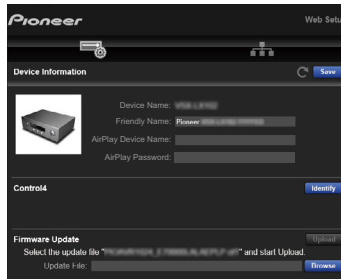 Pioneer
Web Setu
Device Information
Save
Device Name:
Friendly Name: Pioneer
AirPlay Device Name:
AirPlay Password:
Control4
Identify
Firmware Update
Upload
Select the update file "
" and start Upload.
Update File:
Browse